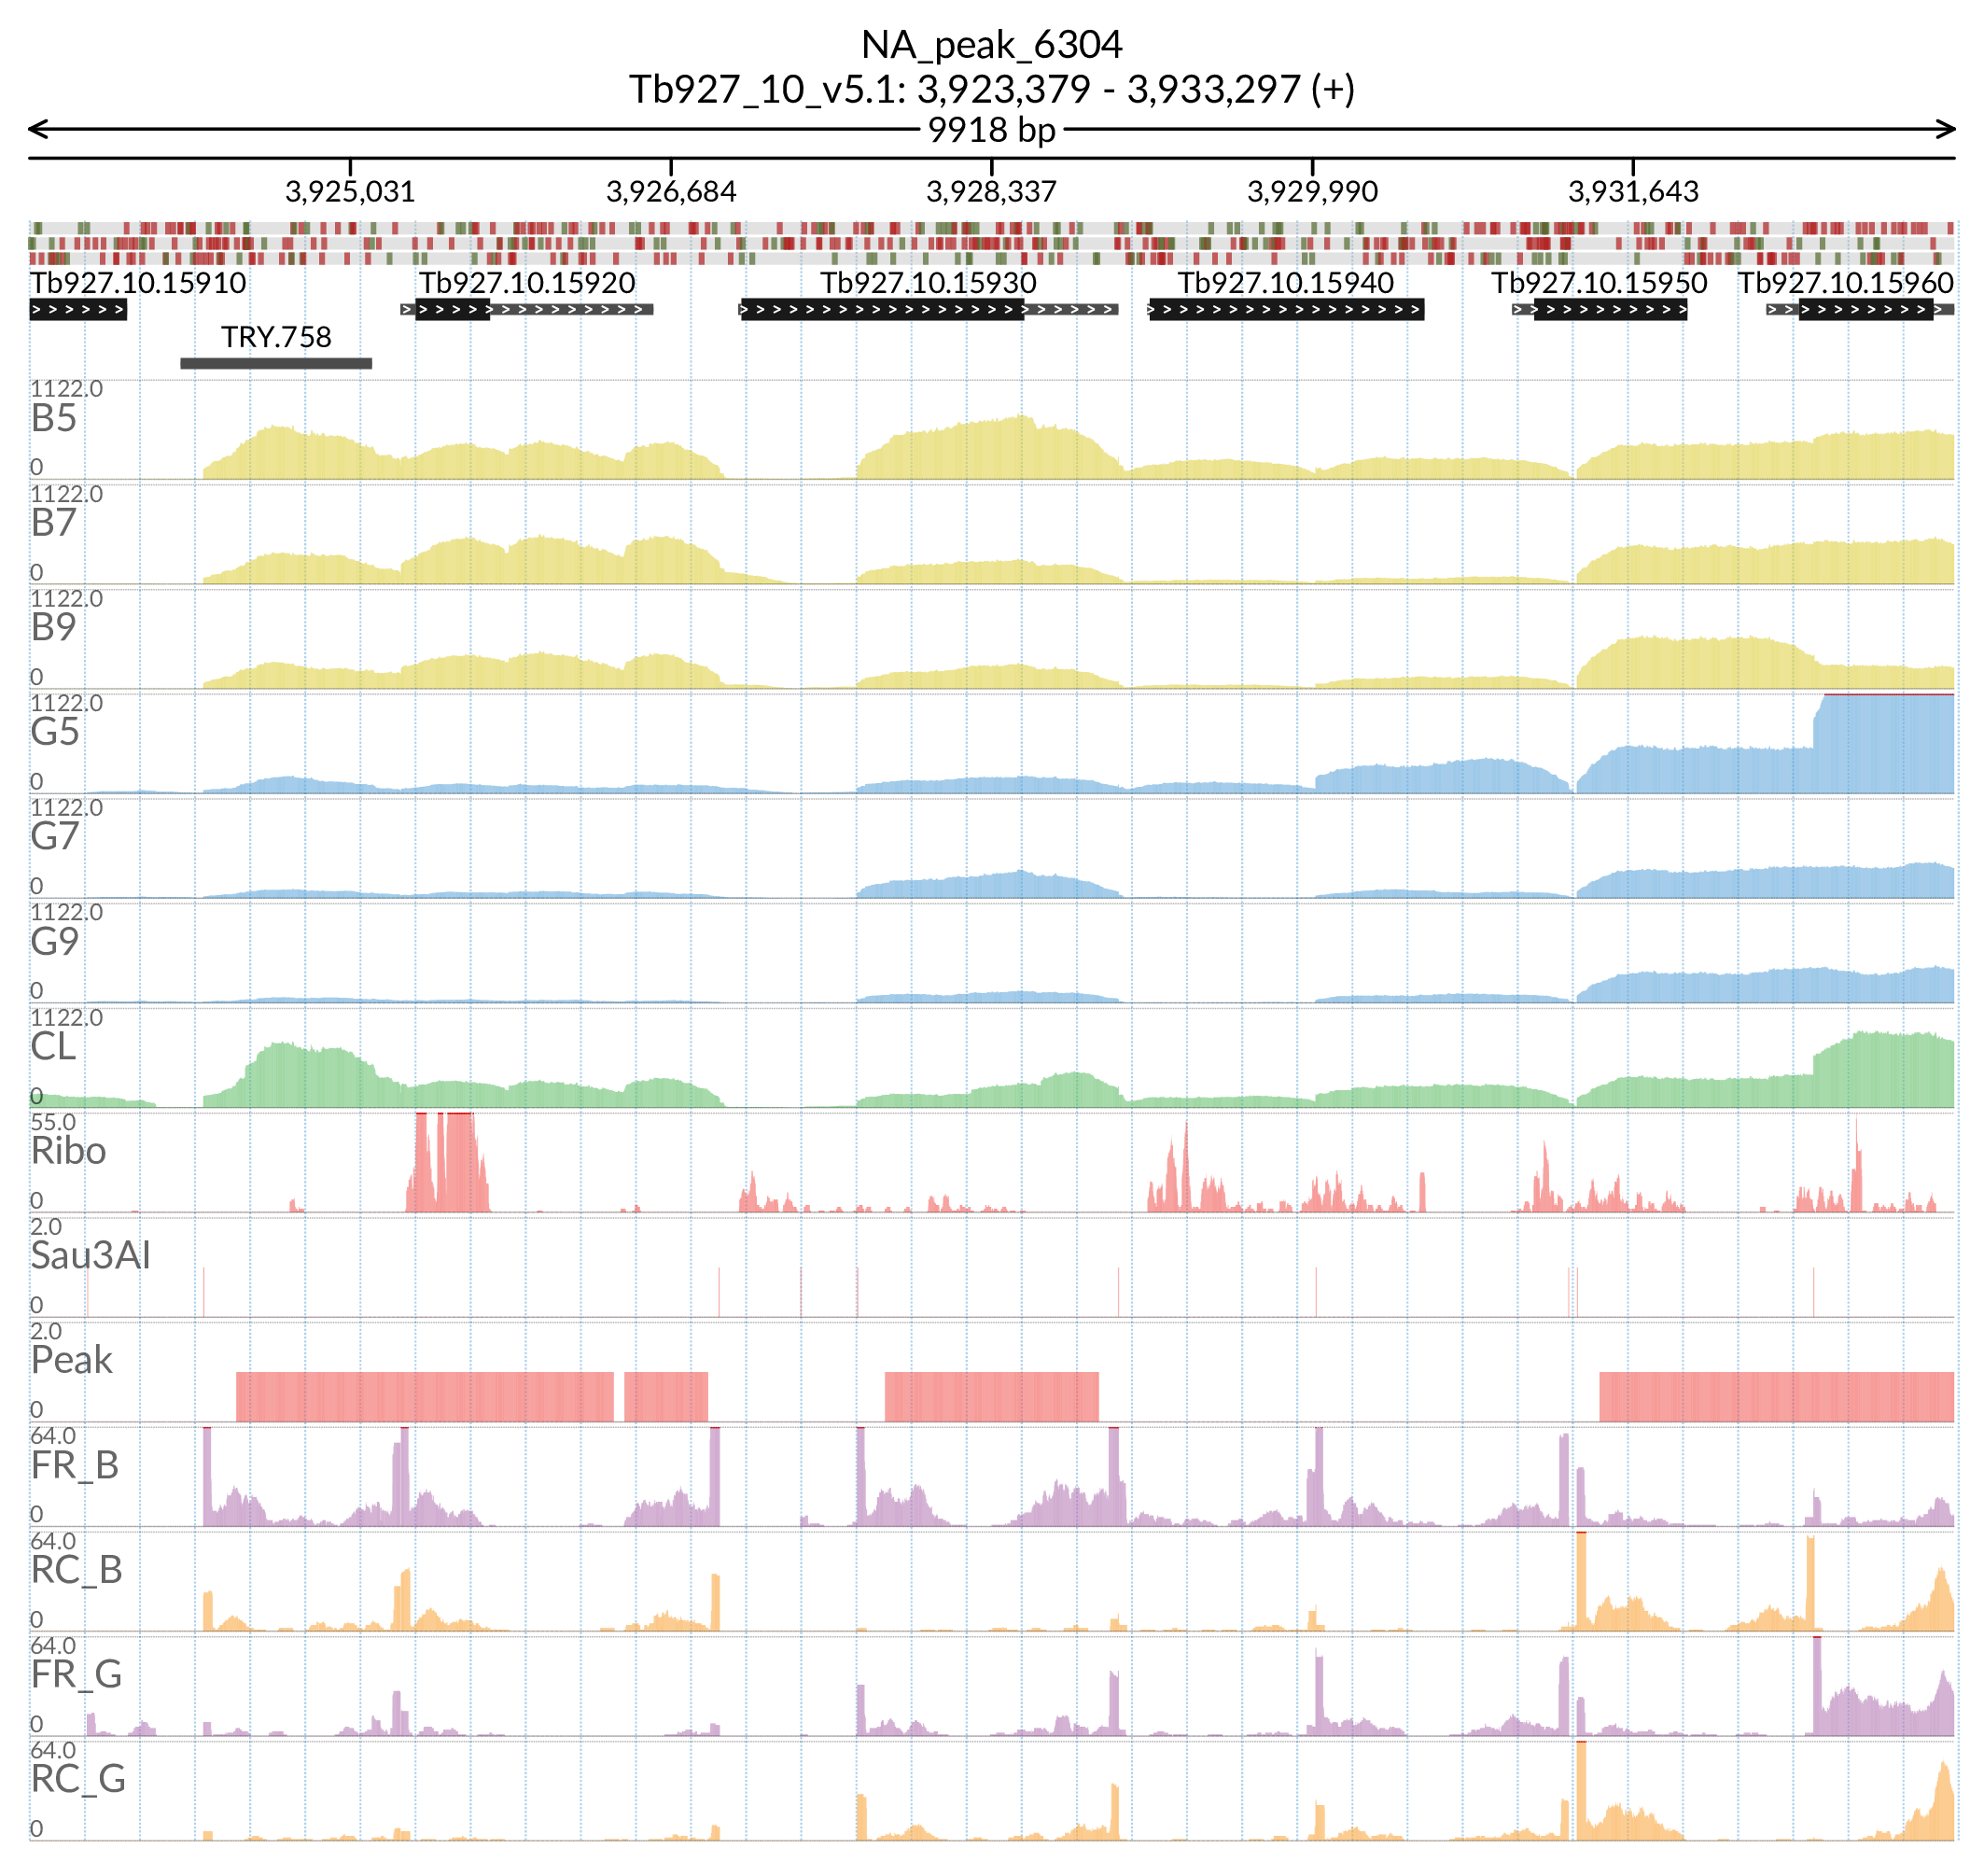 NA_peak_6304
Tb927_10_v5.1: 3,923,379 - 3,933,297 (+)
9918 bp
3,925,031 3,926,684 3,928,337 3,929,990 3,931,643
Tb927.10.15910 Tb927.10.15920 Tb927.10.15930 Tb927.10.15940 Tb927.10.15950 Tb927.10.15960
TRY.758
1122.0
B5
0
1122.0
B7
0
1122.0
B9
0
1122.0
G5
0
1122.0
G7
0
1122.0
G9
0
1122.0
CL
0
55.0
Ribo
0
2.0
Sau3AI
0
2.0
Peak
0
64.0
FR_B
0
64.0
RC_B
0
64.0
FR_G
0
64.0
RC_G
0